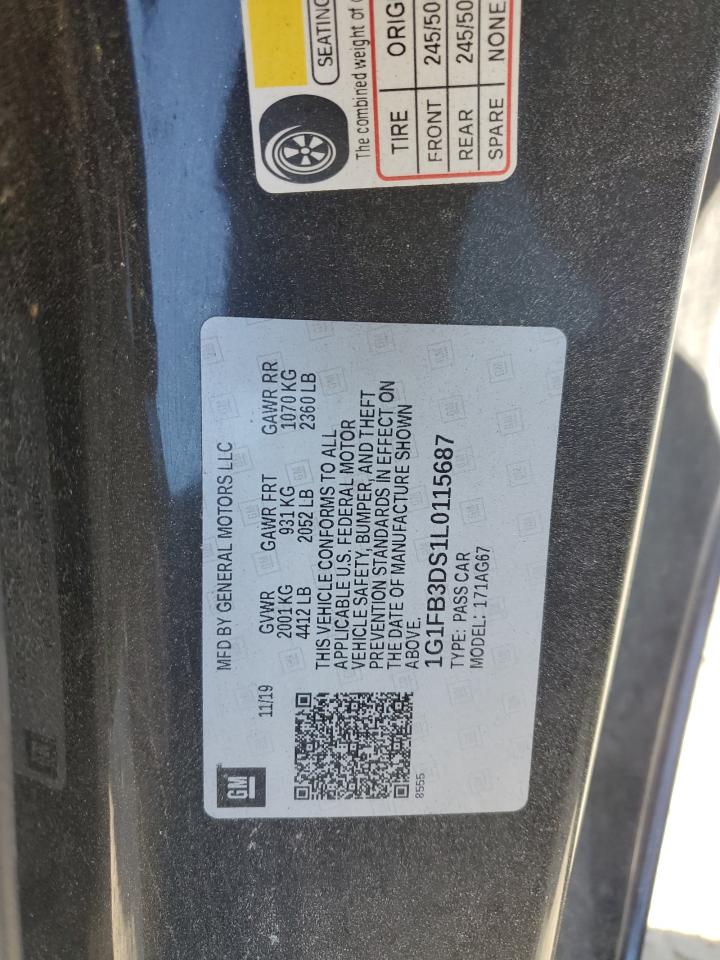 GM
MFD BY GENERAL MOTORS LLC
11/19
GVWR GAWR FRT GAWR RR
2001 KG 931 KG 1070 KG
4412 LB 2052 LB 2360 LB
THIS VEHICLE CONFORMS TO ALL
APPLICABLE U.S. FEDERAL MOTOR
VEHICLE SAFETY, BUMPER, AND THEFT
PREVENTION STANDARDS IN EFFECT ON
THE DATE OF MANUFACTURE SHOWN
ABOVE.
8555
1G1FB3DS1L0115687
TYPE: PASS CAR
MODEL: 171AG67
SEATING
The combined weight of
TIRE ORIG
FRONT 245/50
REAR 245/50
SPARE NONE